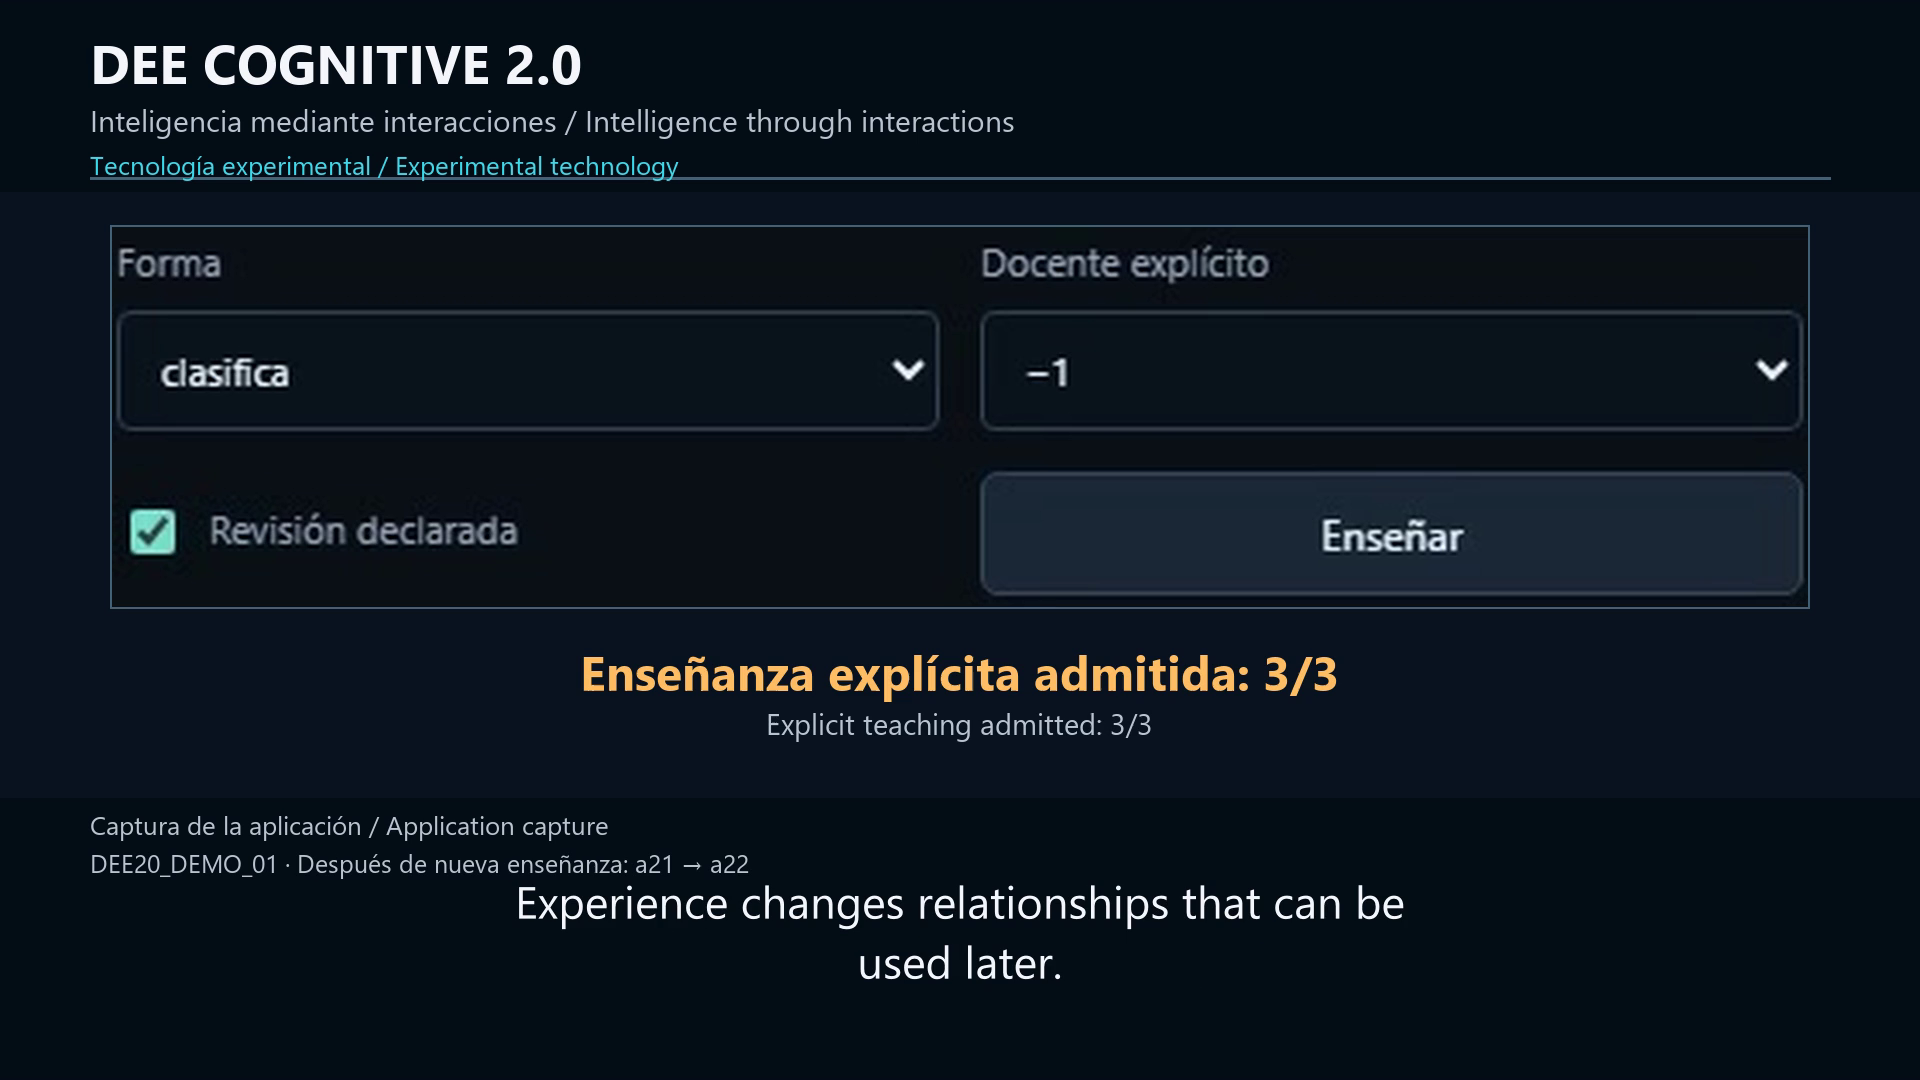 DEE COGNITIVE 2.0
Inteligencia mediante interacciones / Intelligence through interactions
Tecnología experimental / Experimental technology
Forma
Docente explícito
clasifica
−1
Revisión declarada
Enseñar
Enseñanza explícita admitida: 3/3
Explicit teaching admitted: 3/3
Captura de la aplicación / Application capture
DEE20_DEMO_01 · Después de nueva enseñanza: a21 → a22
Experience changes relationships that can be
used later.